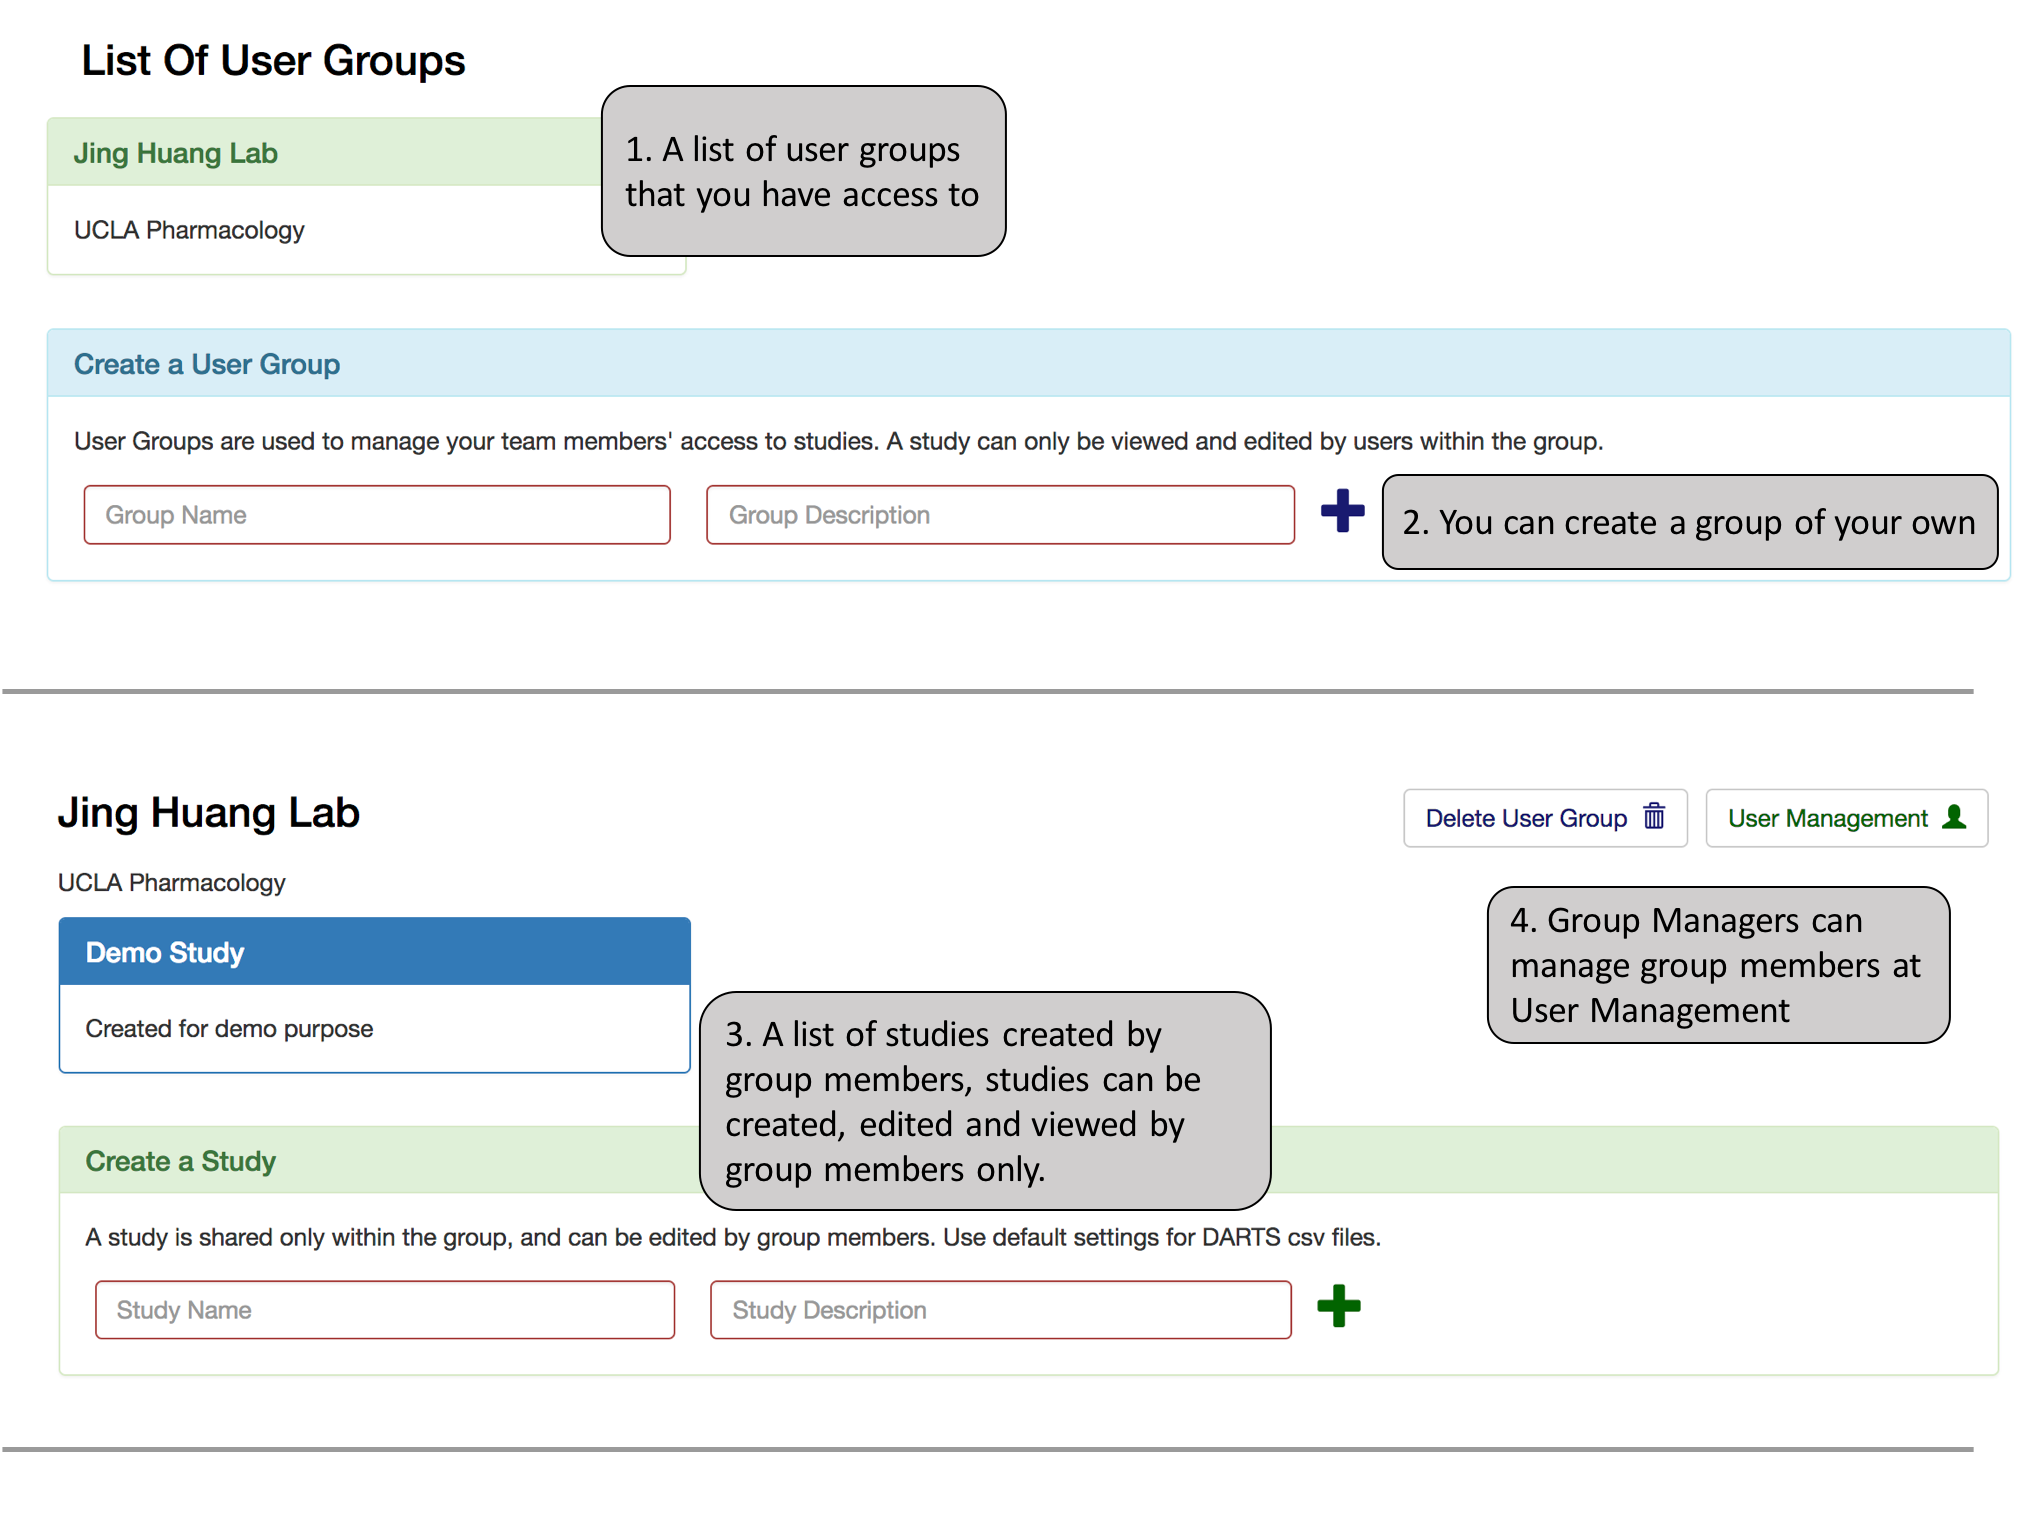 List Of User Groups
Jing Huang Lab
UCLA Pharmacology
1. A list of user groups
that you have access to
Create a User Group
User Groups are used to manage your team members' access to studies. A study can only be viewed and edited by users within the group.
Group Name
Group Description
2. You can create a group of your own
Jing Huang Lab
Delete User Group
User Management
UCLA Pharmacology
Demo Study
Created for demo purpose
4. Group Managers can
manage group members at
User Management
3. A list of studies created by
group members, studies can be
created, edited and viewed by
group members only.
Create a Study
A study is shared only within the group, and can be edited by group members. Use default settings for DARTS csv files.
Study Name
Study Description